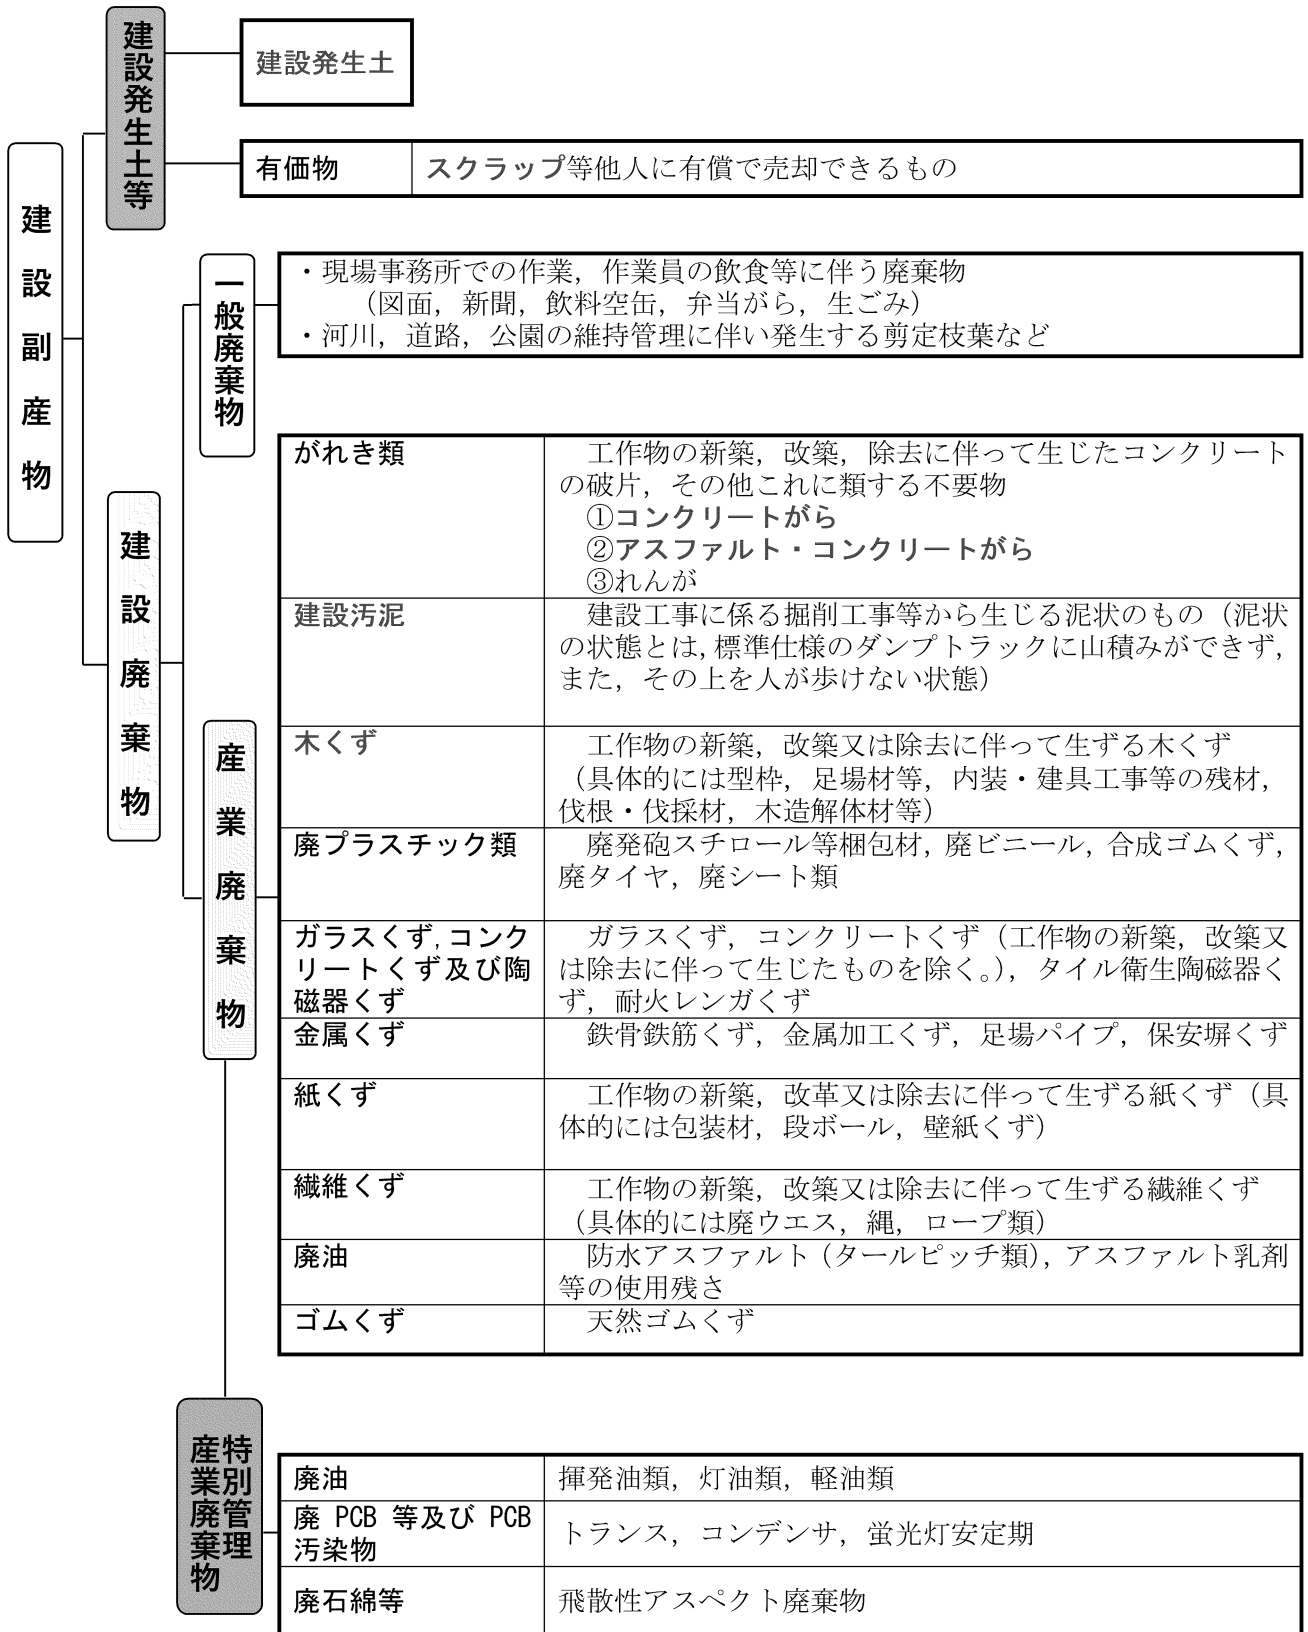 建設副産物
建設発生土等
建設発生土
有価物
スクラップ等他人に有償で売却できるもの
建設廃棄物
一般廃棄物
・現場事務所での作業，作業員の飲食等に伴う廃棄物
（図面，新聞，飲料空缶，弁当がら，生ごみ）
・河川，道路，公園の維持管理に伴い発生する剪定枝葉など
産業廃棄物
がれき類
工作物の新築，改築，除去に伴って生じたコンクリート
の破片，その他これに類する不要物
①コンクリートがら
②アスファルト・コンクリートがら
③れんが
建設汚泥
建設工事に係る掘削工事等から生じる泥状のもの（泥状
の状態とは，標準仕様のダンプトラックに山積みができず，
また，その上を人が歩けない状態）
木くず
工作物の新築，改築又は除去に伴って生ずる木くず
（具体的には型枠，足場材等，内装・建具工事等の残材，
伐根・伐採材，木造解体材等）
廃プラスチック類
廃発砲スチロール等梱包材，廃ビニール，合成ゴムくず，
廃タイヤ，廃シート類
ガラスくず，コンク
リートくず及び陶
磁器くず
ガラスくず，コンクリートくず（工作物の新築，改築又
は除去に伴って生じたものを除く。），タイル衛生陶磁器く
ず，耐火レンガくず
金属くず
鉄骨鉄筋くず，金属加工くず，足場パイプ，保安塀くず
紙くず
工作物の新築，改革又は除去に伴って生ずる紙くず（具
体的には包装材，段ボール，壁紙くず）
繊維くず
工作物の新築，改築又は除去に伴って生ずる繊維くず
（具体的には廃ウエス，縄，ロープ類）
廃油
防水アスファルト（タールピッチ類），アスファルト乳剤
等の使用残さ
ゴムくず
天然ゴムくず
特別管理
産業廃棄物
廃油
揮発油類，灯油類，軽油類
廃 PCB 等及び PCB
汚染物
トランス，コンデンサ，蛍光灯安定期
廃石綿等
飛散性アスペクト廃棄物